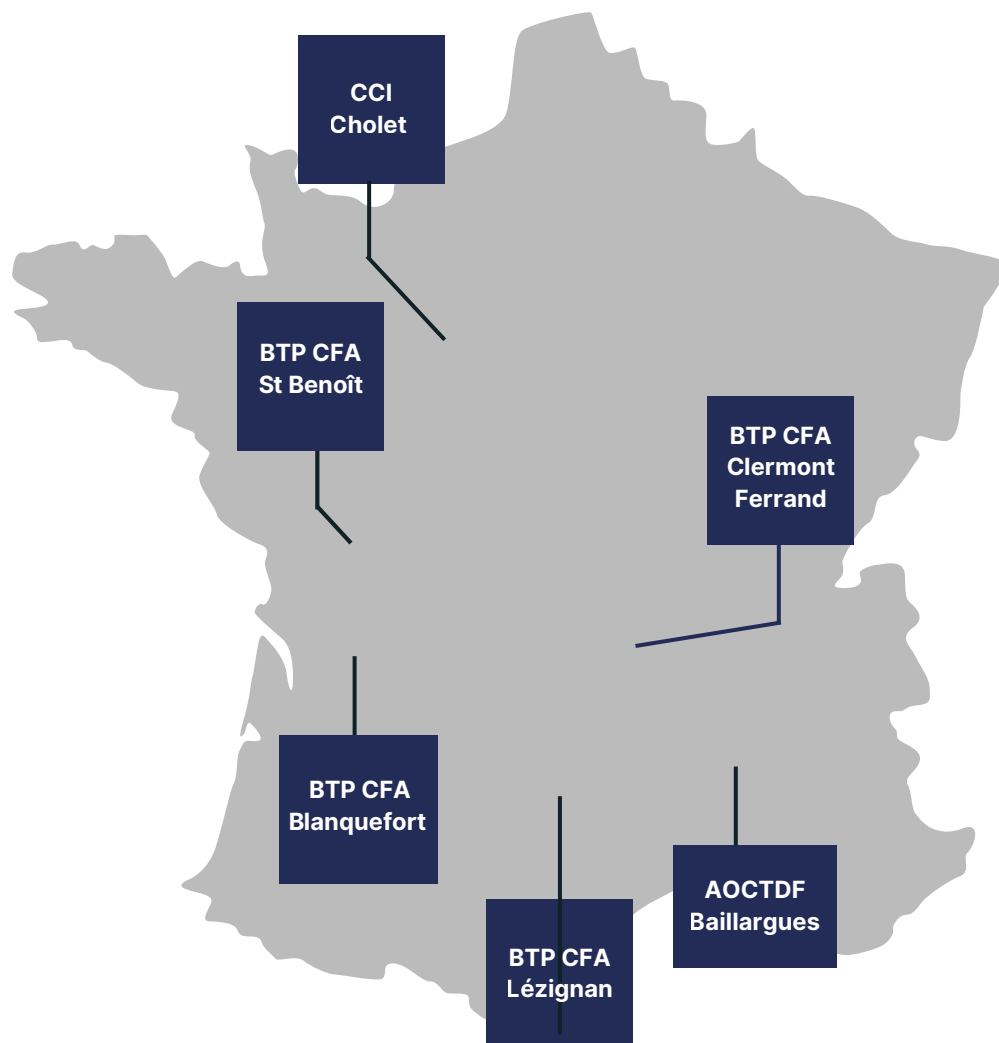 CCI
Cholet
BTP CFA
St Benoît
BTP CFA
Clermont
Ferrand
BTP CFA
Blanquefort
AOCTDF
Baillargues
BTP CFA
Lézignan